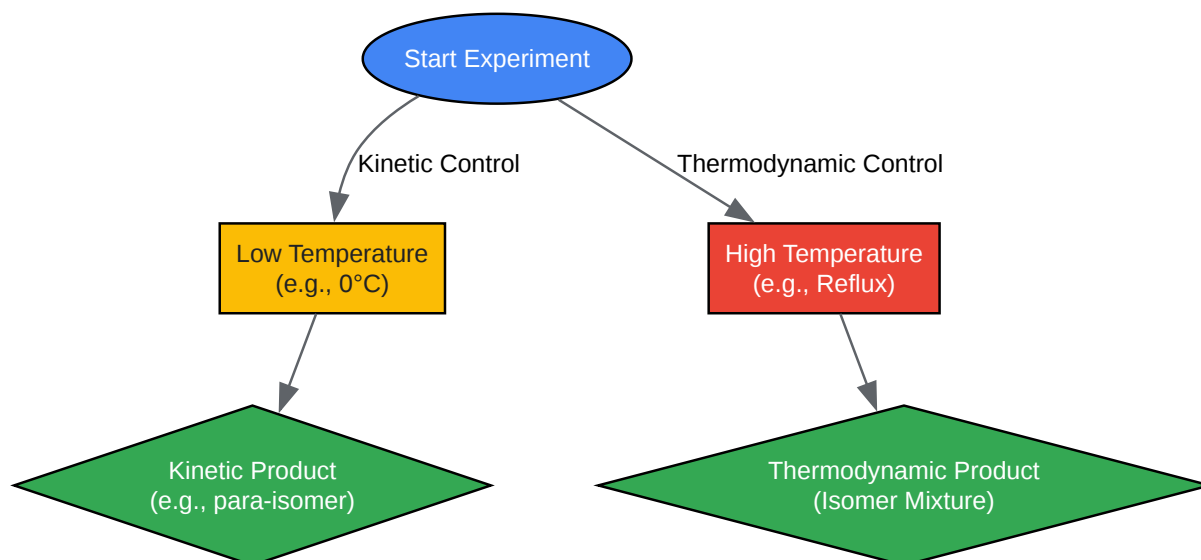 Start Experiment
Kinetic Control
Thermodynamic Control
Low Temperature
(e.g., 0°C)
High Temperature
(e.g., Reflux)
Kinetic Product
(e.g., para-isomer)
Thermodynamic Product
(Isomer Mixture)